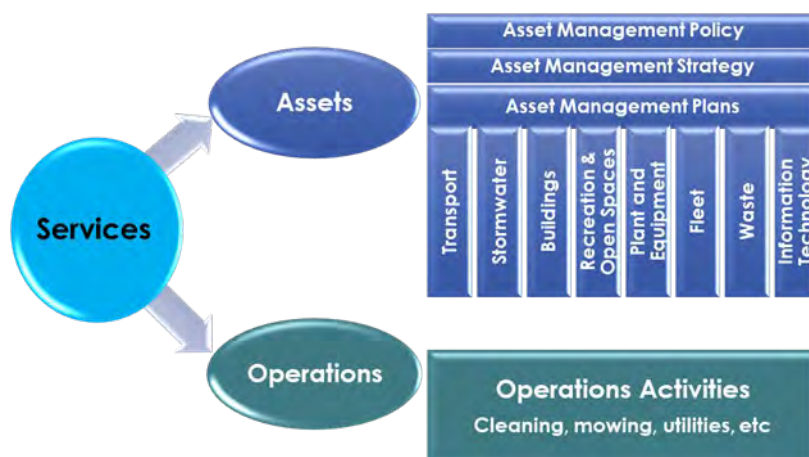 Services
Assets
Asset Management Policy
Asset Management Strategy
Asset Management Plans
Transport
Stormwater
Buildings
Recreation &
Open Spaces
Plant and
Equipment
Fleet
Waste
Information
Technology
Operations
Operations Activities
Cleaning, mowing, utilities, etc